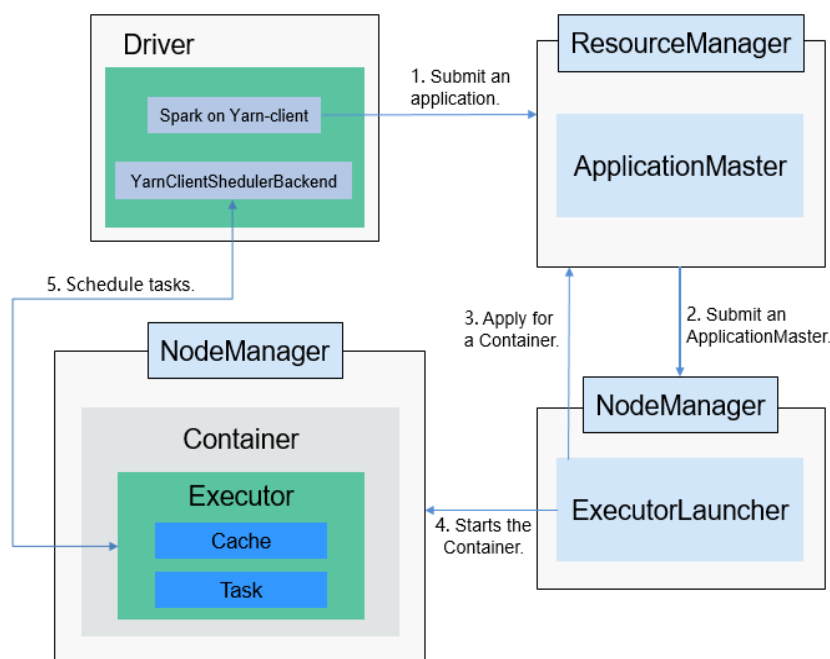 Driver
Spark on Yarn-client
YarnClientShedulerBackend
1. Submit an
application.
ResourceManager
ApplicationMaster
5. Schedule tasks.
3. Apply for
a Container.
2. Submit an
ApplicationMaster.
NodeManager
Container
Executor
Cache
Task
4. Starts the
Container.
NodeManager
ExecutorLauncher